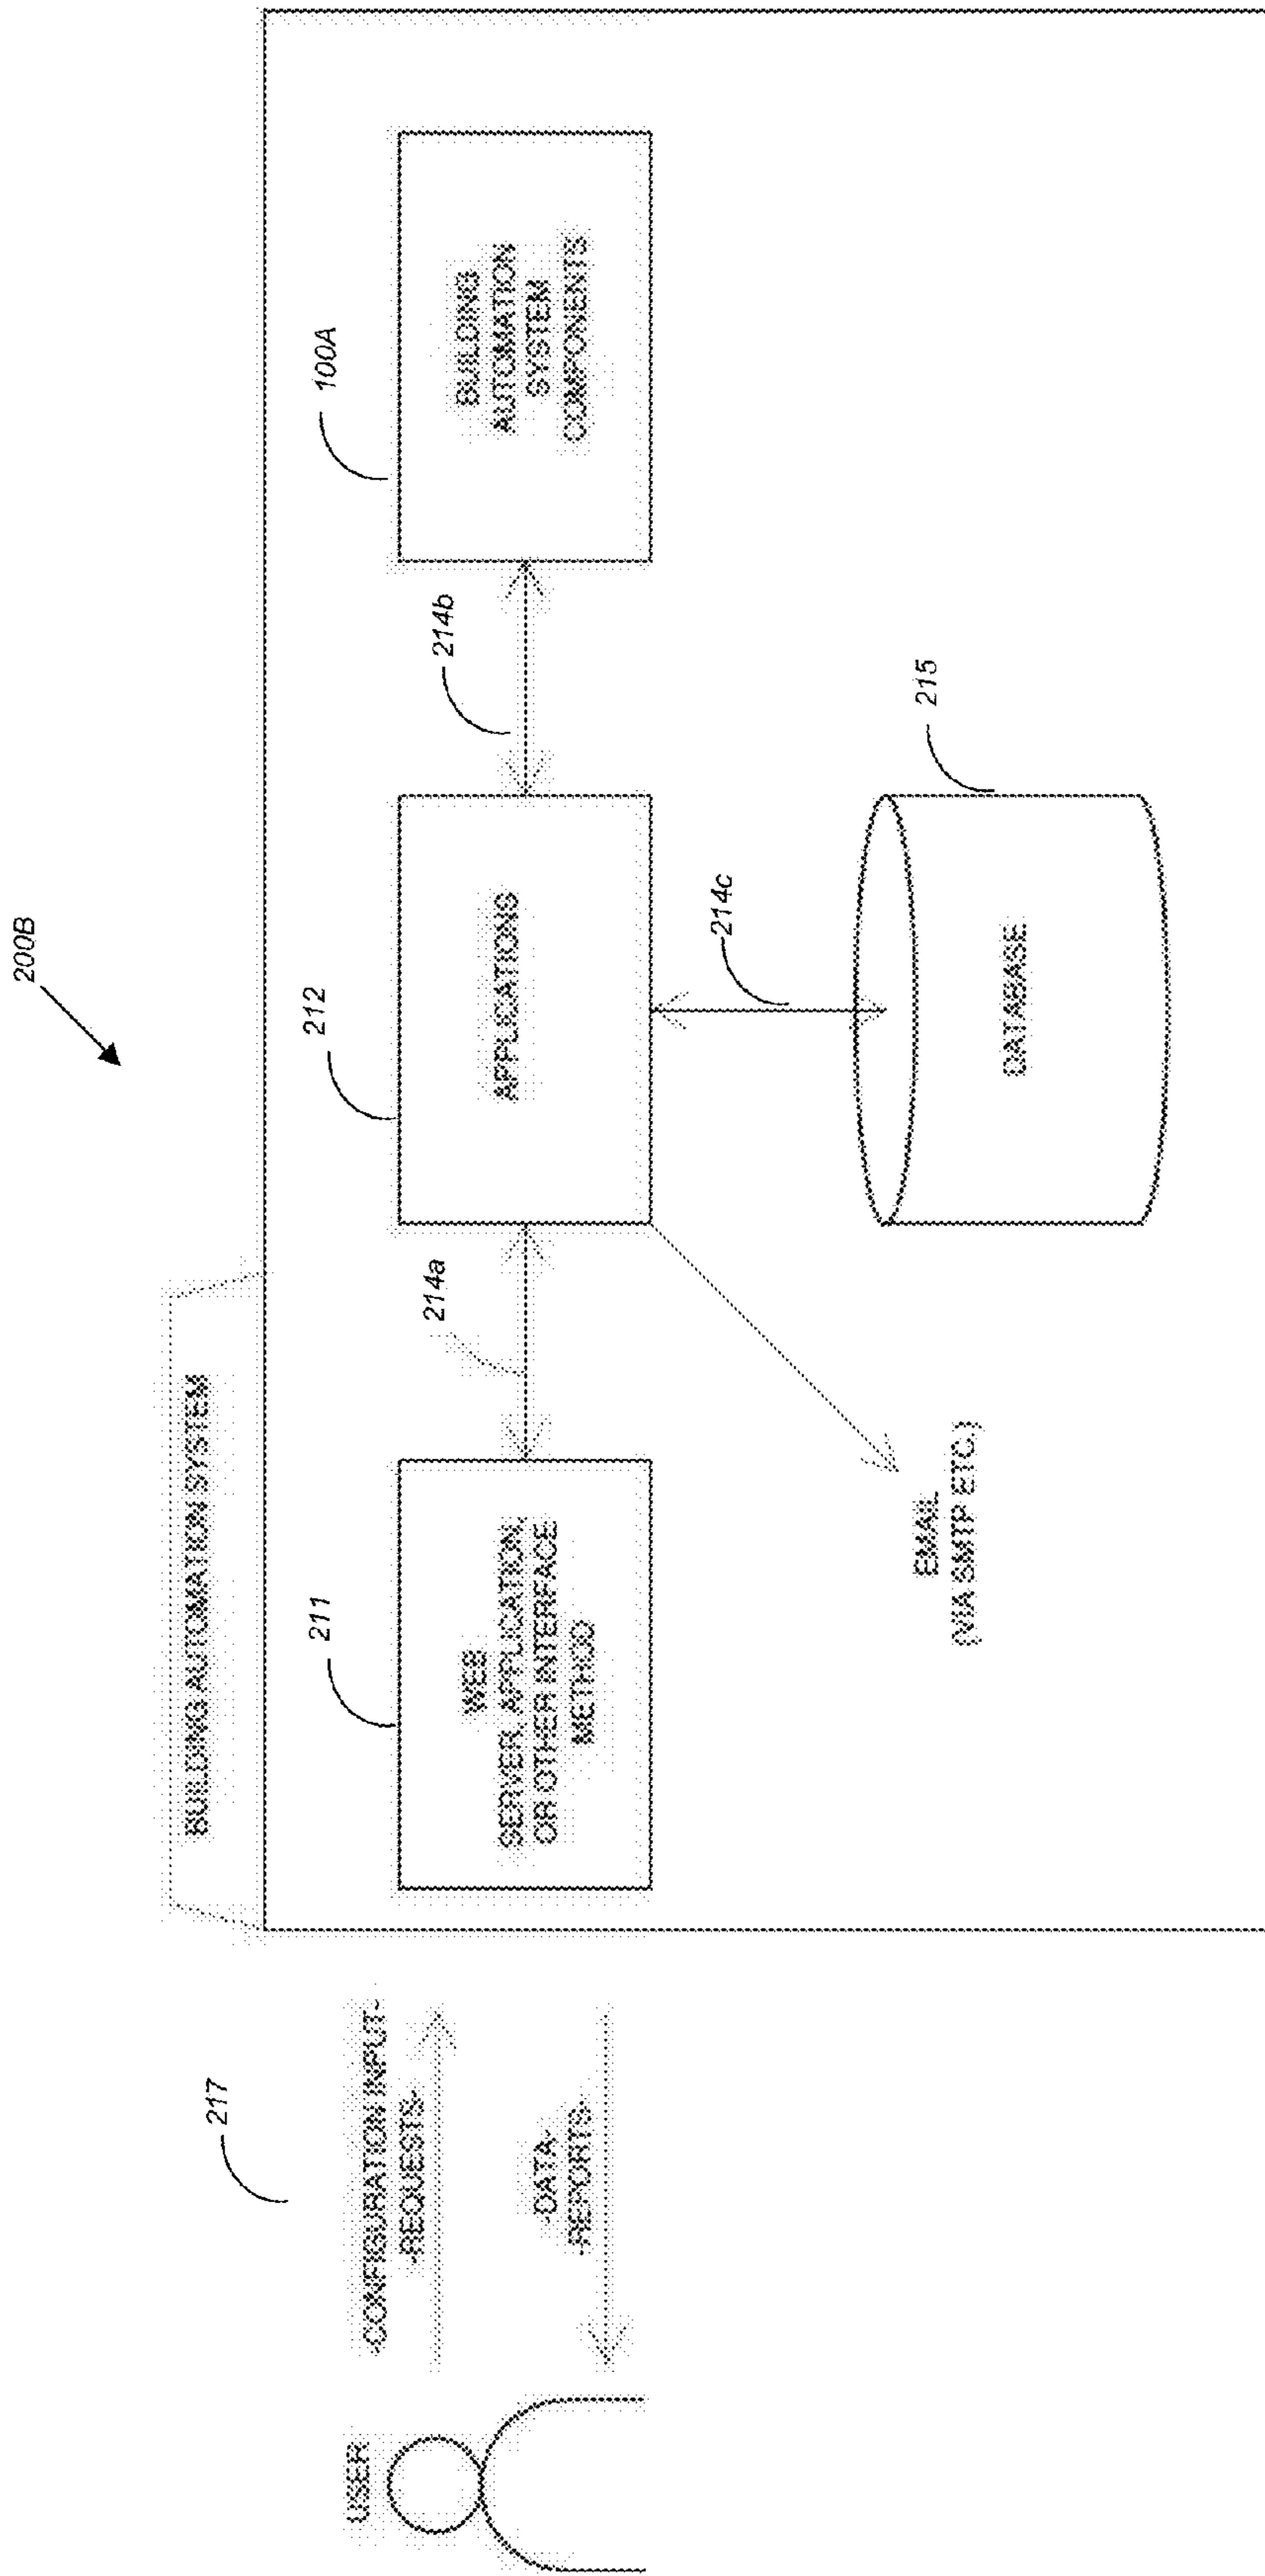 200B
BUILDING AUTOMATION SYSTEM
217
USER
-CONFIGURATION INPUT-
-REQUESTS-
-DATA-
-REPORTS-
211
WEB
SERVER, APPLICATION,
OR OTHER INTERFACE
METHOD
214a
212
APPLICATIONS
214b
100A
BUILDING
AUTOMATION
SYSTEM
COMPONENTS
214c
215
DATABASE
EMAIL
(VIA SMTP ETC.)